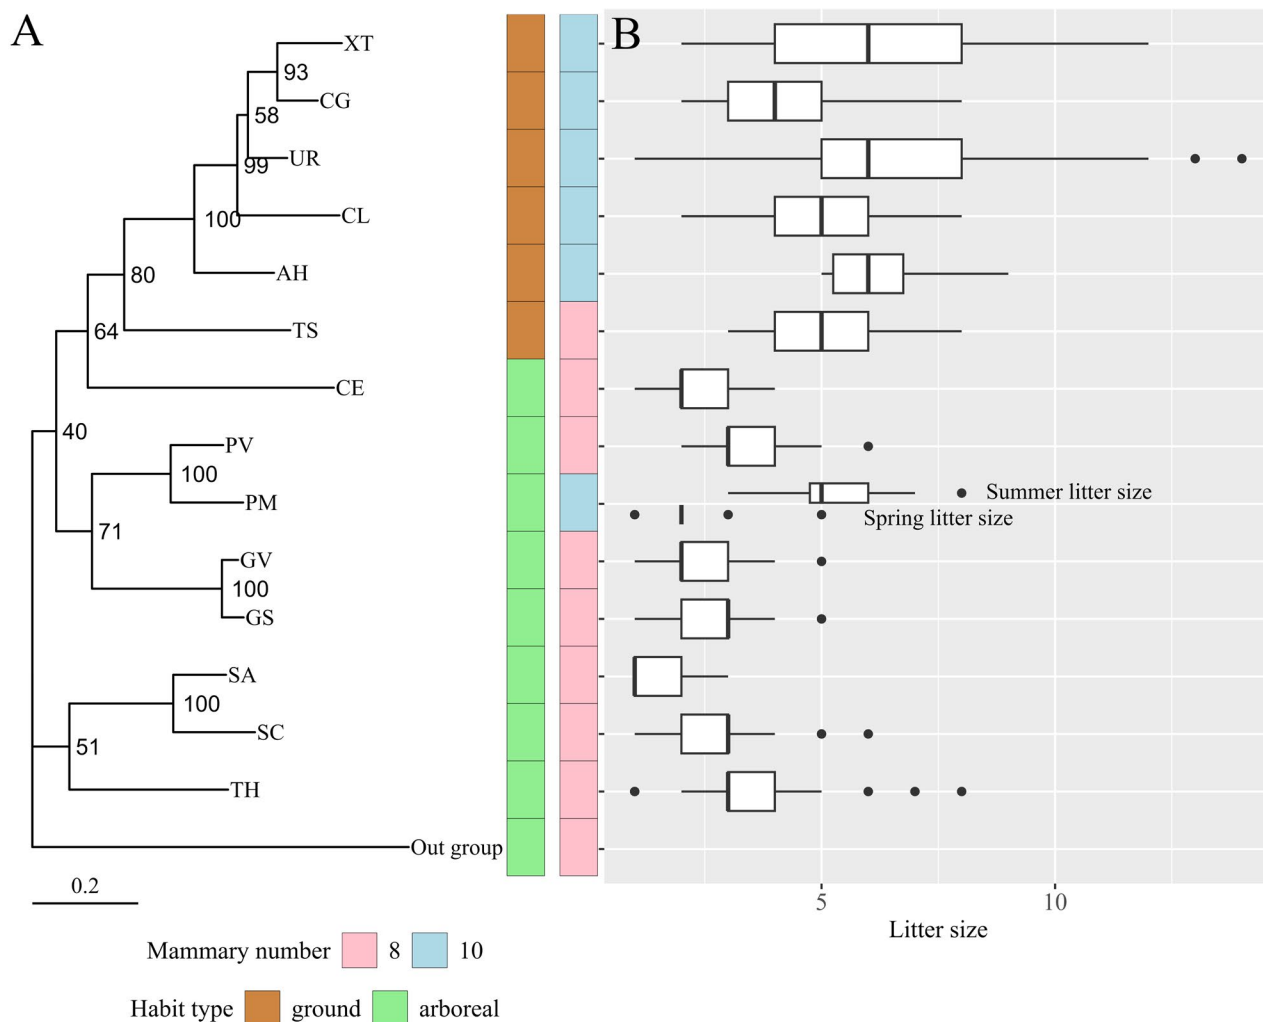 A
B
XT
93
CG
58
99
UR
100
CL
80
AH
64
TS
CE
40
PV
100
PM
Summer litter size
Spring litter size
71
GV
100
GS
SA
100
SC
51
TH
Out group
0.2
5 10
Litter size
Mammary number 8 10
Habit type ground arboreal